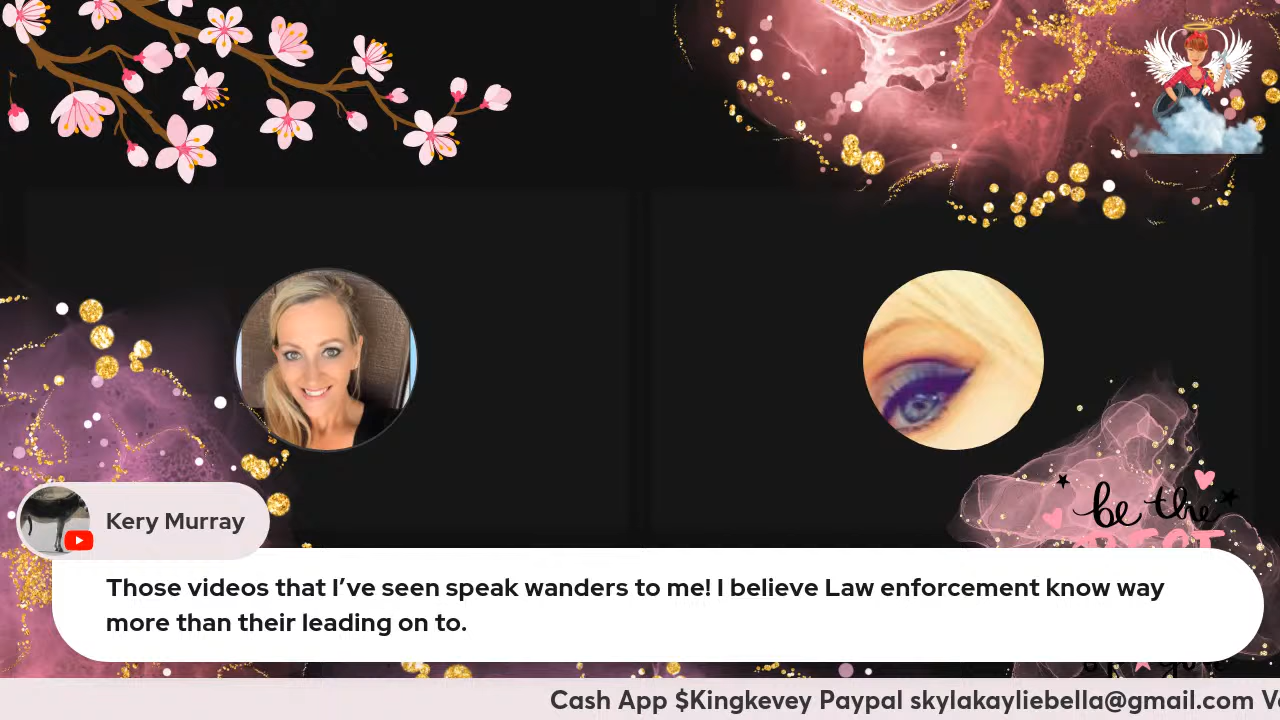 be the
Kery Murray
Those videos that I’ve seen speak wanders to me! I believe Law enforcement know way
more than their leading on to.
Cash App $Kingkevey Paypal skylakayliebella@gmail.com